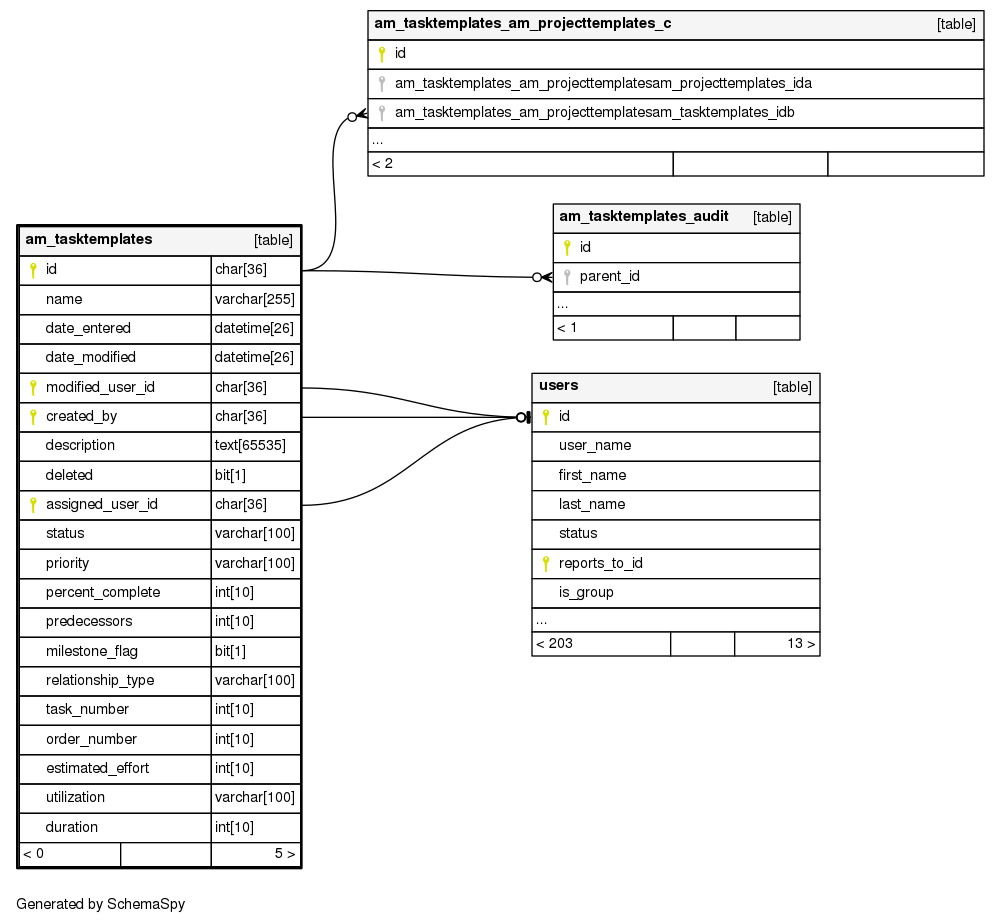 am_tasktemplates_am_projecttemplates_c [table]
id
am_tasktemplates_am_projecttemplatesam_projecttemplates_ida
am_tasktemplates_am_projecttemplatesam_tasktemplates_idb
...
< 2
am_tasktemplates_audit [table]
id
parent_id
...
< 1
am_tasktemplates [table]
id char[36]
name varchar[255]
date_entered datetime[26]
date_modified datetime[26]
modified_user_id char[36]
created_by char[36]
description text[65535]
deleted bit[1]
assigned_user_id char[36]
status varchar[100]
priority varchar[100]
percent_complete int[10]
predecessors int[10]
milestone_flag bit[1]
relationship_type varchar[100]
task_number int[10]
order_number int[10]
estimated_effort int[10]
utilization varchar[100]
duration int[10]
< 0 5 >
users [table]
id
user_name
first_name
last_name
status
reports_to_id
is_group
...
< 203 13 >
Generated by SchemaSpy